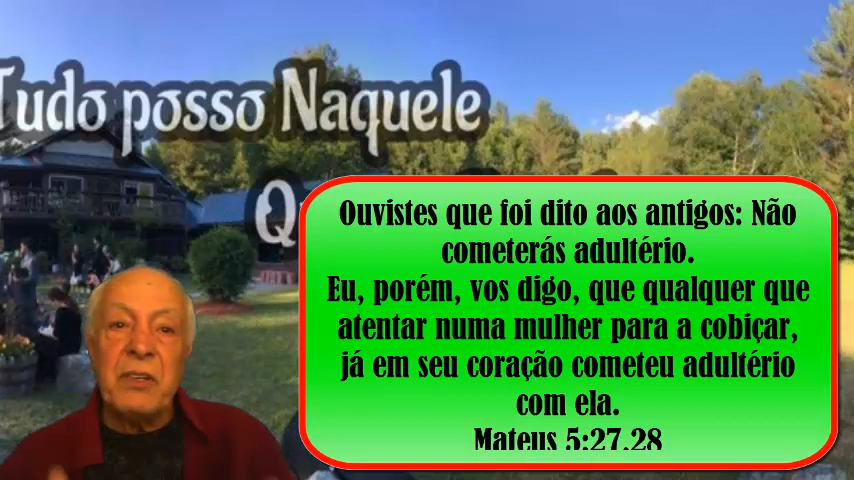 Tudo posso Naquele
Ouvistes que foi dito aos antigos: Não
cometerás adultério.
Eu, porém, vos digo, que qualquer que
atentar numa mulher para a cobiçar,
já em seu coração cometeu adultério
com ela.
Mateus 5:27,28